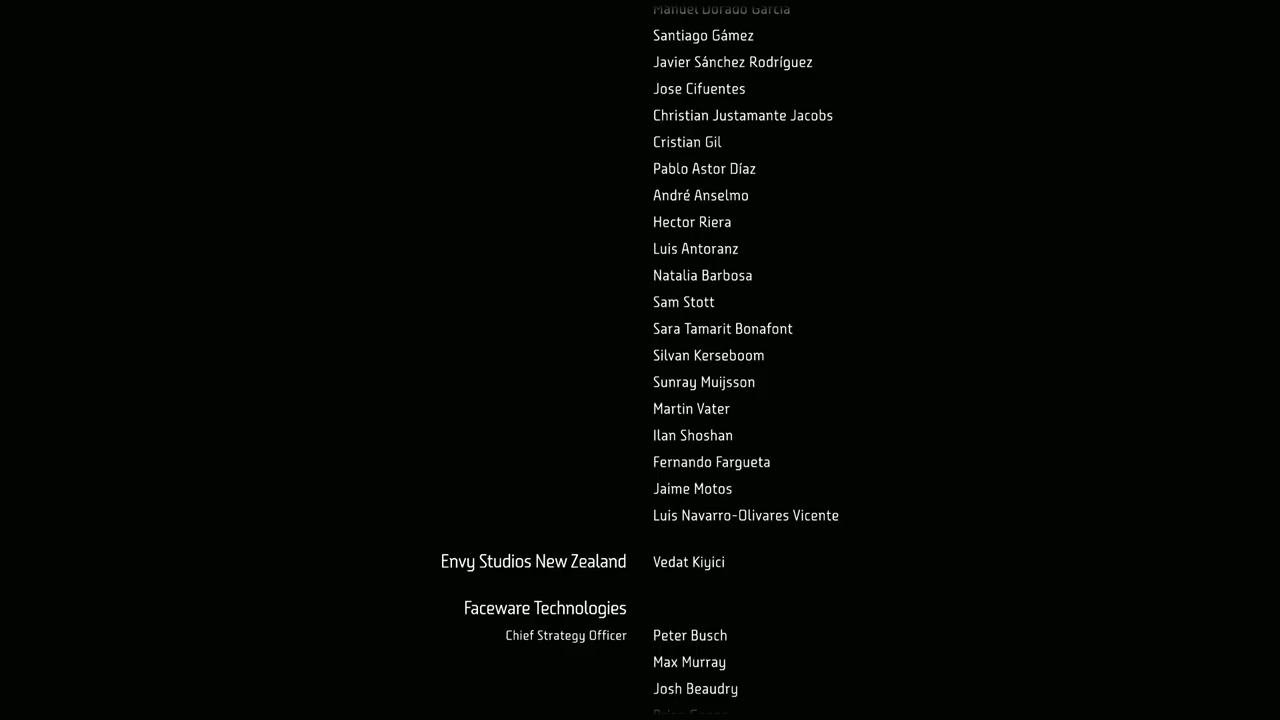 Manuel Dorado García
Santiago Gámez
Javier Sánchez Rodríguez
Jose Cifuentes
Christian Justamante Jacobs
Cristian Gil
Pablo Astor Díaz
André Anselmo
Hector Riera
Luis Antoranz
Natalia Barbosa
Sam Stott
Sara Tamarit Bonafont
Silvan Kerseboom
Sunray Muijsson
Martin Vater
Ilan Shoshan
Fernando Fargueta
Jaime Motos
Luis Navarro-Olivares Vicente
Envy Studios New Zealand Vedat Kiyici
Faceware Technologies
Chief Strategy Officer Peter Busch
Max Murray
Josh Beaudry